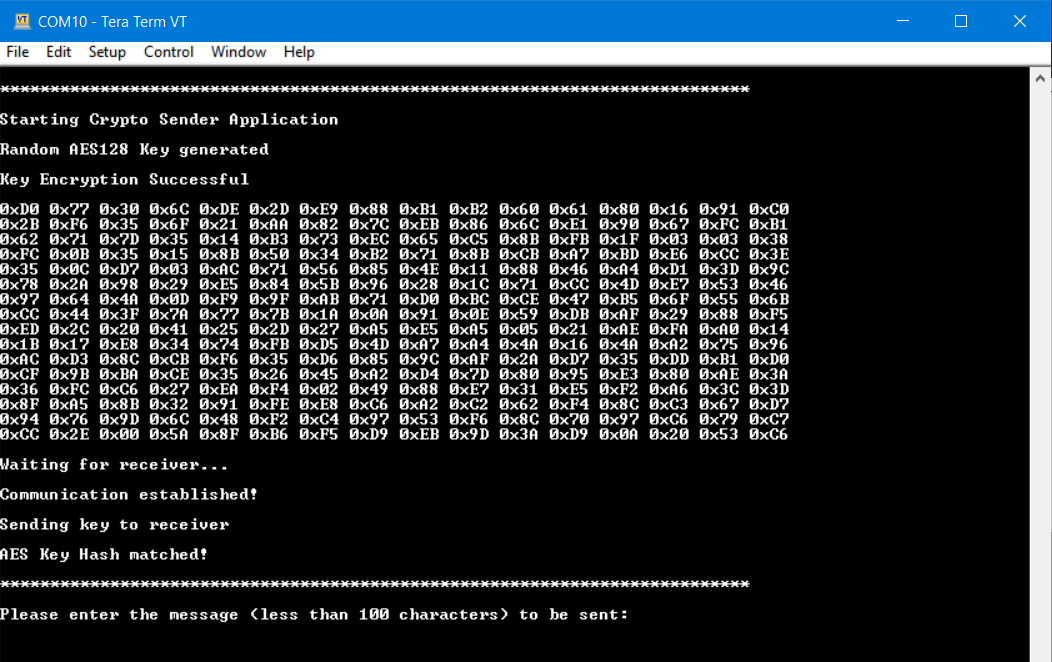 COM10 - Tera Term VT
File Edit Setup Control Window Help
***************************************************************************
Starting Crypto Sender Application
Random AES128 Key generated
Key Encryption Successful
0xD0 0x77 0x30 0x6C 0xDE 0x2D 0xE9 0x88 0xB1 0xB2 0x60 0x61 0x80 0x16 0x91 0xC0
0x2B 0xF6 0x35 0x6F 0x21 0xAA 0x82 0x7C 0xEB 0x86 0x6C 0xE1 0x90 0x67 0xFC 0xB1
0x62 0x71 0x7D 0x35 0x14 0xB3 0x73 0xEC 0x65 0xC5 0x8B 0xFB 0x1F 0x03 0x03 0x38
0xFC 0x0B 0x35 0x15 0x8B 0x50 0x34 0xB2 0x71 0x8B 0xCB 0xA7 0xBD 0xE6 0xCC 0x3E
0x35 0x0C 0xD7 0x03 0xAC 0x71 0x56 0x85 0x4E 0x11 0x88 0x46 0xA4 0xD1 0x3D 0x9C
0x78 0x2A 0x98 0x29 0xE5 0x84 0x5B 0x96 0x28 0x1C 0x71 0xCC 0x4D 0xE7 0x53 0x46
0x97 0x64 0x4A 0x0D 0xF9 0x9F 0xAB 0x71 0xD0 0xBC 0xCE 0x47 0xB5 0x6F 0x55 0x6B
0xCC 0x44 0x3F 0x7A 0x77 0x7B 0x1A 0x0A 0x91 0x0E 0x59 0xDB 0xAF 0x29 0x88 0xF5
0xED 0x2C 0x20 0x41 0x25 0x2D 0x27 0xA5 0xE5 0xA5 0x05 0x21 0xAE 0xFA 0xA0 0x14
0x1B 0x17 0xE8 0x34 0x74 0xFB 0xD5 0x4D 0xA7 0xA4 0x4A 0x16 0x4A 0xA2 0x75 0x96
0xAC 0xD3 0x8C 0xCB 0xF6 0x35 0xD6 0x85 0x9C 0xAF 0x2A 0xD7 0x35 0xDD 0xB1 0xD0
0xCF 0x9B 0xBA 0xCE 0x35 0x26 0x45 0xA2 0xD4 0x7D 0x80 0x95 0xE3 0x80 0xAE 0x3A
0x36 0xFC 0xC6 0x27 0xEA 0xF4 0x02 0x49 0x88 0xE7 0x31 0xE5 0xF2 0xA6 0x3C 0x3D
0x8F 0xA5 0x8B 0x32 0x91 0xFE 0xE8 0xC6 0xA2 0xC2 0x62 0xF4 0x8C 0xC3 0x67 0xD7
0x94 0x76 0x9D 0x6C 0x48 0xF2 0xC4 0x97 0x53 0xF6 0x8C 0x70 0x97 0xC6 0x79 0xC7
0xCC 0x2E 0x00 0x5A 0x8F 0xB6 0xF5 0xD9 0xEB 0x9D 0x3A 0xD9 0x0A 0x20 0x53 0xC6
Waiting for receiver...
Communication established!
Sending key to receiver
AES Key Hash matched!
***************************************************************************
Please enter the message (less than 100 characters) to be sent: